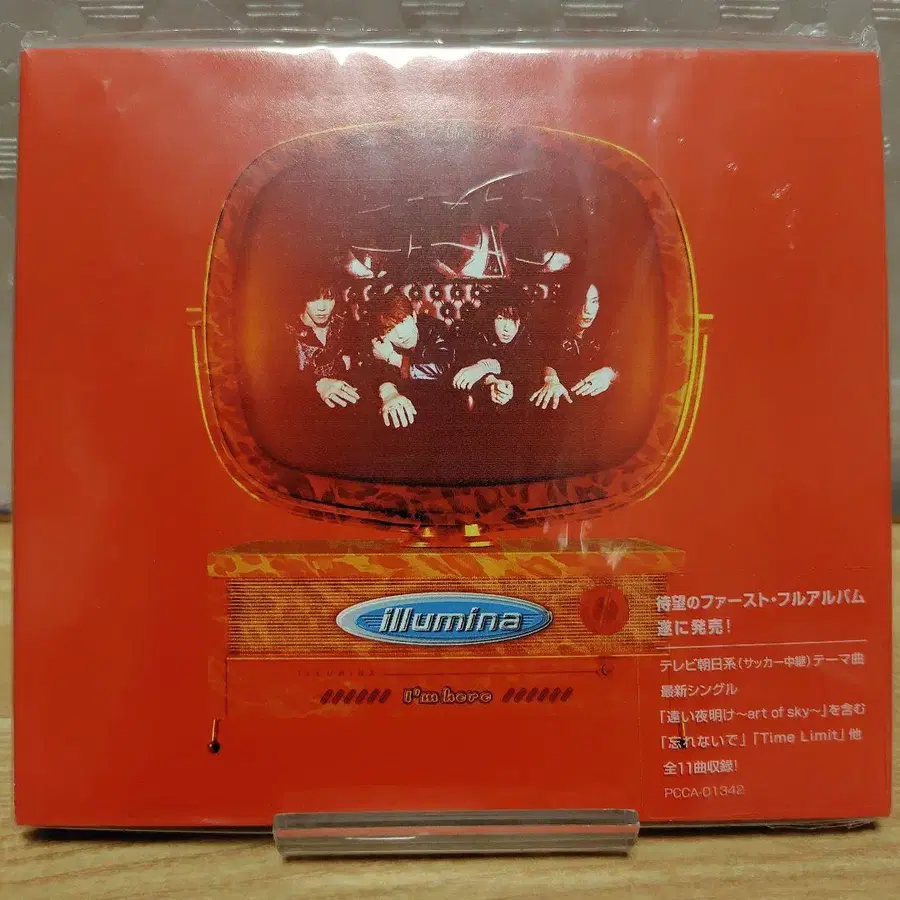 illumina
ILLUMINA
I'm here
待望のファースト・フルアルバム
遂に発売!
テレビ朝日系(サッカー中継)テーマ曲
最新シングル
「遠い夜明け〜art of sky〜」を含む
「忘れないで」「Time Limit」他
全11曲収録!
PCCA-01342